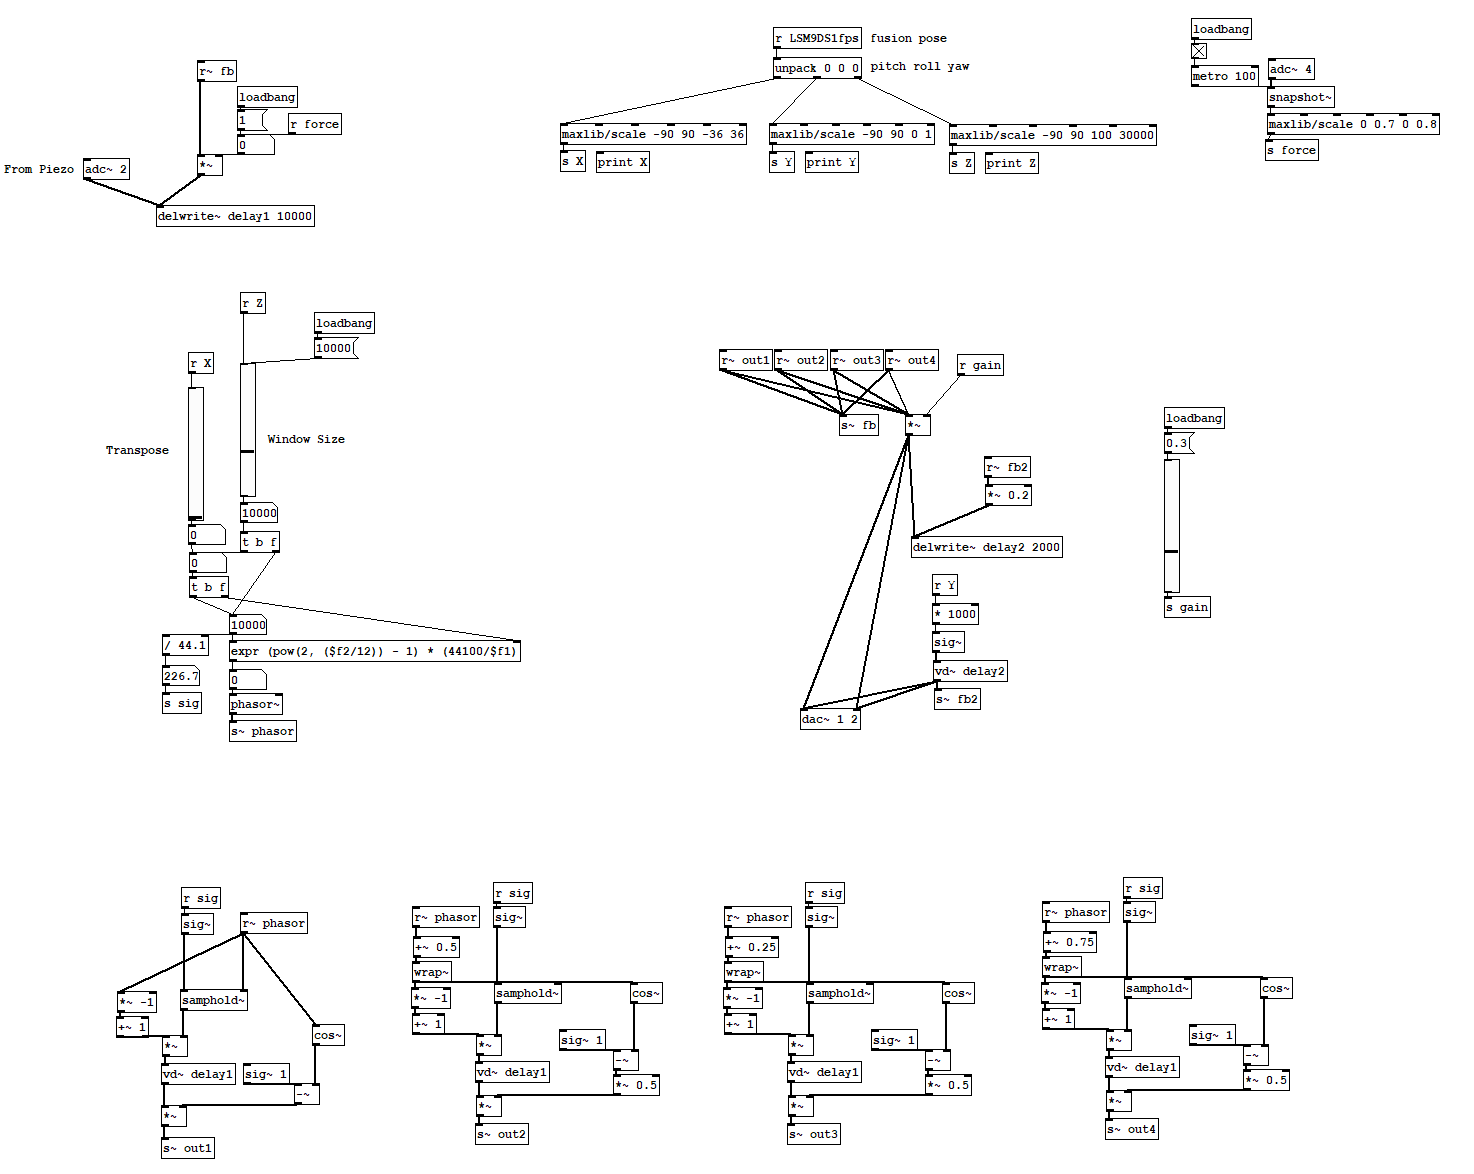 r~ fb
loadbang
1
r force
0
From Piezo
adc~ 2
*~
delwrite~ delay1 10000
r LSM9DS1fps
fusion pose
unpack 0 0 0
pitch roll yaw
maxlib/scale -90 90 -36 36
maxlib/scale -90 90 0 1
maxlib/scale -90 90 100 30000
s X
print X
s Y
print Y
s Z
print Z
loadbang
metro 100
adc~ 4
snapshot~
maxlib/scale 0 0.7 0 0.8
s force
r Z
loadbang
10000
r X
Transpose
Window Size
10000
0
t b f
0
t b f
10000
/ 44.1
expr (pow(2, ($f2/12)) - 1) * (44100/$f1)
226.7
0
s sig
phasor~
s~ phasor
r~ out1
r~ out2
r~ out3
r~ out4
r gain
s~ fb
*~
r~ fb2
*~ 0.2
delwrite~ delay2 2000
r Y
* 1000
sig~
vd~ delay2
s~ fb2
dac~ 1 2
loadbang
0.3
s gain
r sig
sig~
r~ phasor
*~ -1
samphold~
+~ 1
cos~
*~
vd~ delay1
sig~ 1
-~
*~
s~ out1
r sig
r~ phasor
sig~
+~ 0.5
wrap~
*~ -1
samphold~
cos~
+~ 1
sig~ 1
*~
-~
vd~ delay1
*~ 0.5
*~
s~ out2
r sig
r~ phasor
sig~
+~ 0.25
wrap~
*~ -1
samphold~
cos~
+~ 1
sig~ 1
*~
-~
vd~ delay1
*~ 0.5
*~
s~ out3
r sig
r~ phasor
sig~
+~ 0.75
wrap~
*~ -1
samphold~
cos~
+~ 1
sig~ 1
*~
-~
vd~ delay1
*~ 0.5
*~
s~ out4